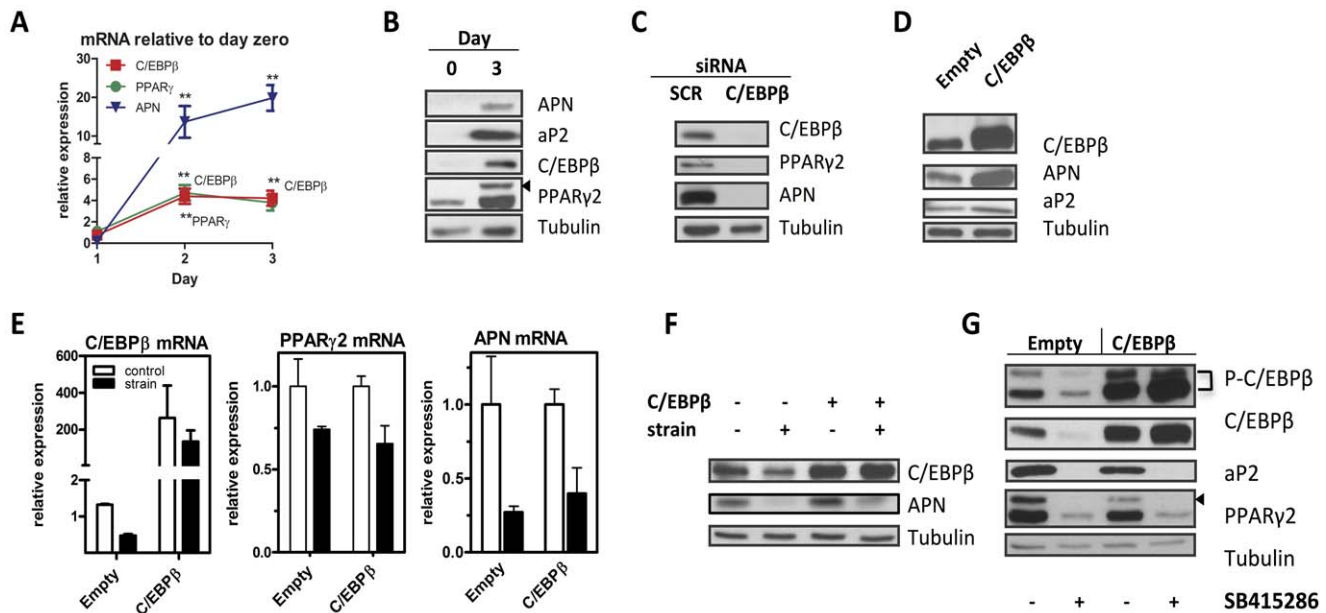 A
mRNA relative to day zero
C/EBPβ
PPARγ
APN
relative expression
30
20
10
8
6
4
2
0
**
**
** C/EBPβ
** C/EBPβ
**PPARγ
1 2 3
Day
B
Day
0 3
APN
aP2
C/EBPβ
PPARγ2
Tubulin
C
siRNA
SCR C/EBPβ
C/EBPβ
PPARγ2
APN
Tubulin
D
Empty
C/EBPβ
C/EBPβ
APN
aP2
Tubulin
E
C/EBPβ mRNA
relative expression
600
400
200
2
1
control
strain
Empty
C/EBPβ
PPARγ2 mRNA
relative expression
1.0
0.5
0.0
Empty
C/EBPβ
APN mRNA
relative expression
1.0
0.5
0.0
Empty
C/EBPβ
F
C/EBPβ - - + +
strain - + - +
C/EBPβ
APN
Tubulin
G
Empty C/EBPβ
P-C/EBPβ
C/EBPβ
aP2
PPARγ2
Tubulin
- + - + SB415286